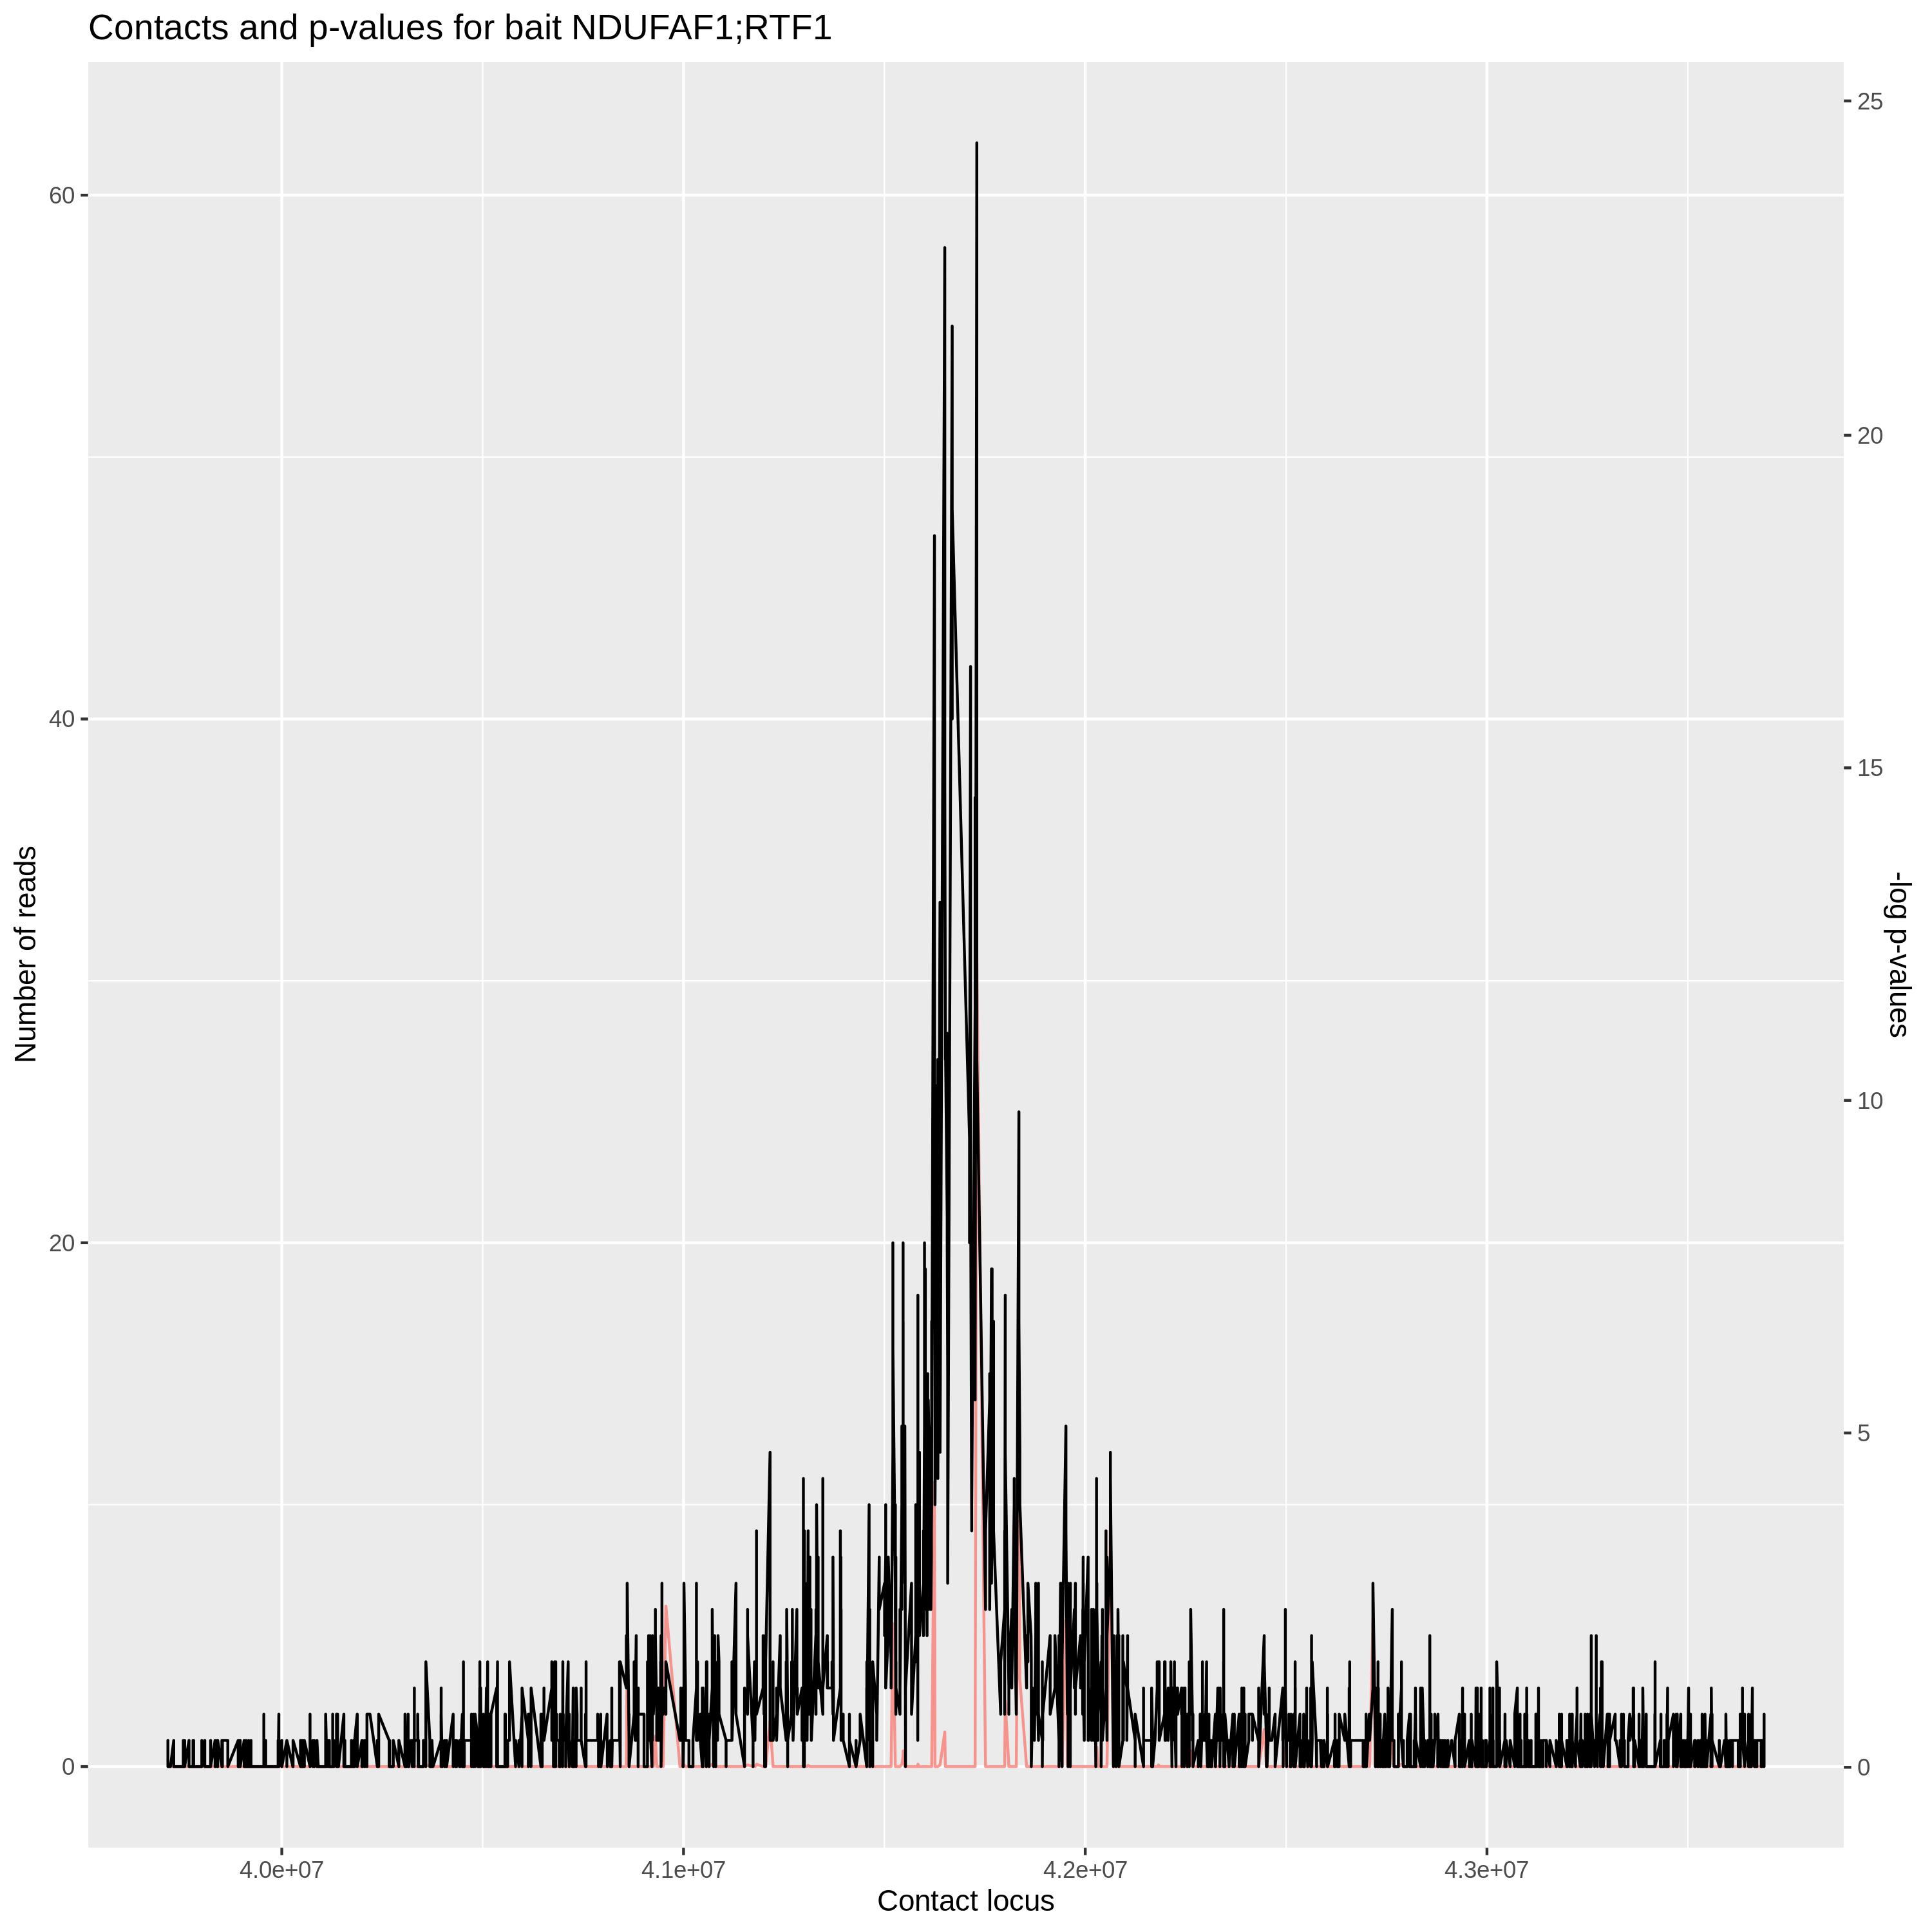 Contacts and p-values for bait NDUFAF1;RTF1
Number of reads
60
40
20
0
25
20
15
10
5
0
-log p-values
4.0e+07
4.1e+07
4.2e+07
4.3e+07
Contact locus